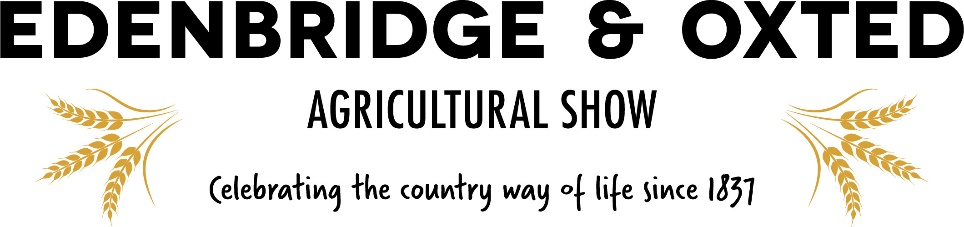 EDENBRIDGE & OXTED
AGRICULTURAL SHOW
Celebrating the country way of life since 1837